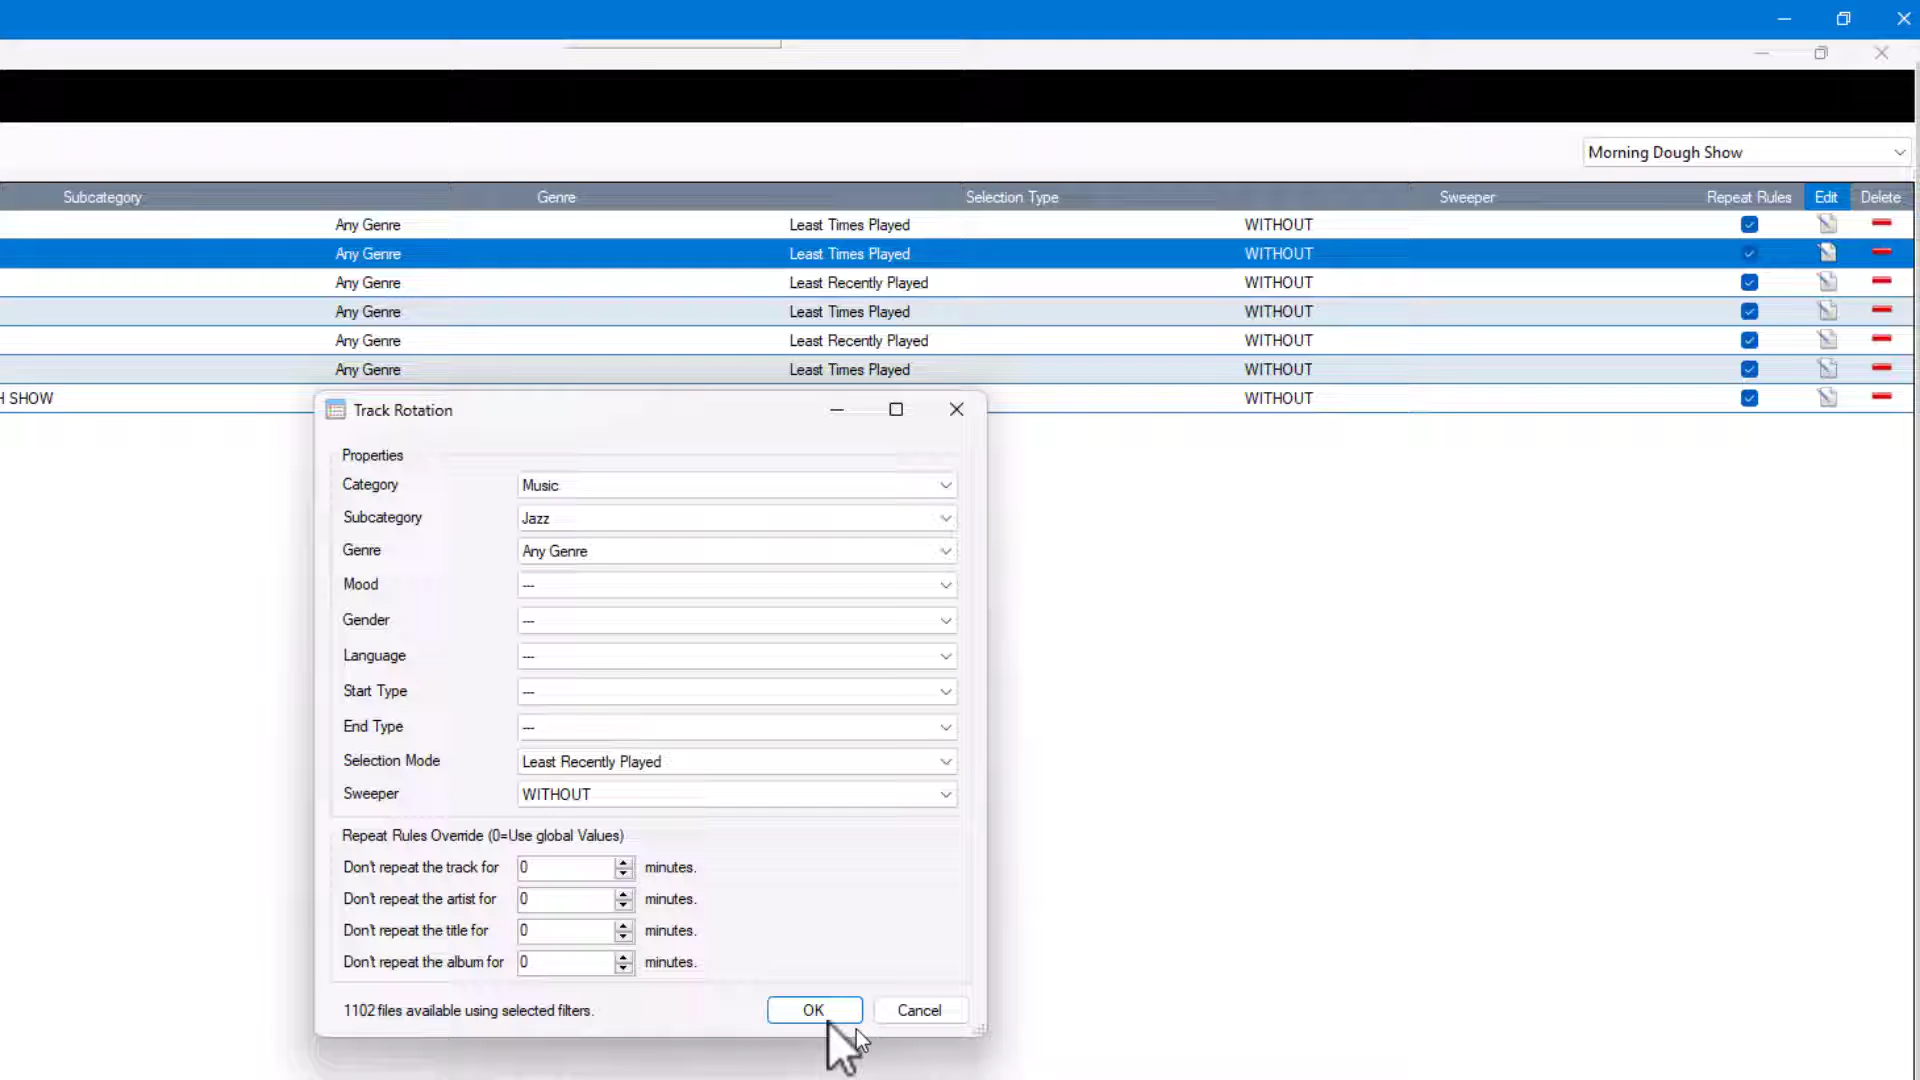 Morning Dough Show
Subcategory Genre Selection Type Sweeper Repeat Rules Edit Delete
Any Genre Least Times Played WITHOUT
Any Genre Least Times Played WITHOUT
Any Genre Least Recently Played WITHOUT
Any Genre Least Times Played WITHOUT
Any Genre Least Recently Played WITHOUT
Any Genre Least Times Played WITHOUT
H SHOW WITHOUT
Track Rotation
Properties
Category Music
Subcategory Jazz
Genre Any Genre
Mood ---
Gender ---
Language ---
Start Type ---
End Type ---
Selection Mode Least Recently Played
Sweeper WITHOUT
Repeat Rules Override (0=Use global Values)
Don't repeat the track for 0 minutes.
Don't repeat the artist for 0 minutes.
Don't repeat the title for 0 minutes.
Don't repeat the album for 0 minutes.
1102 files available using selected filters. OK Cancel